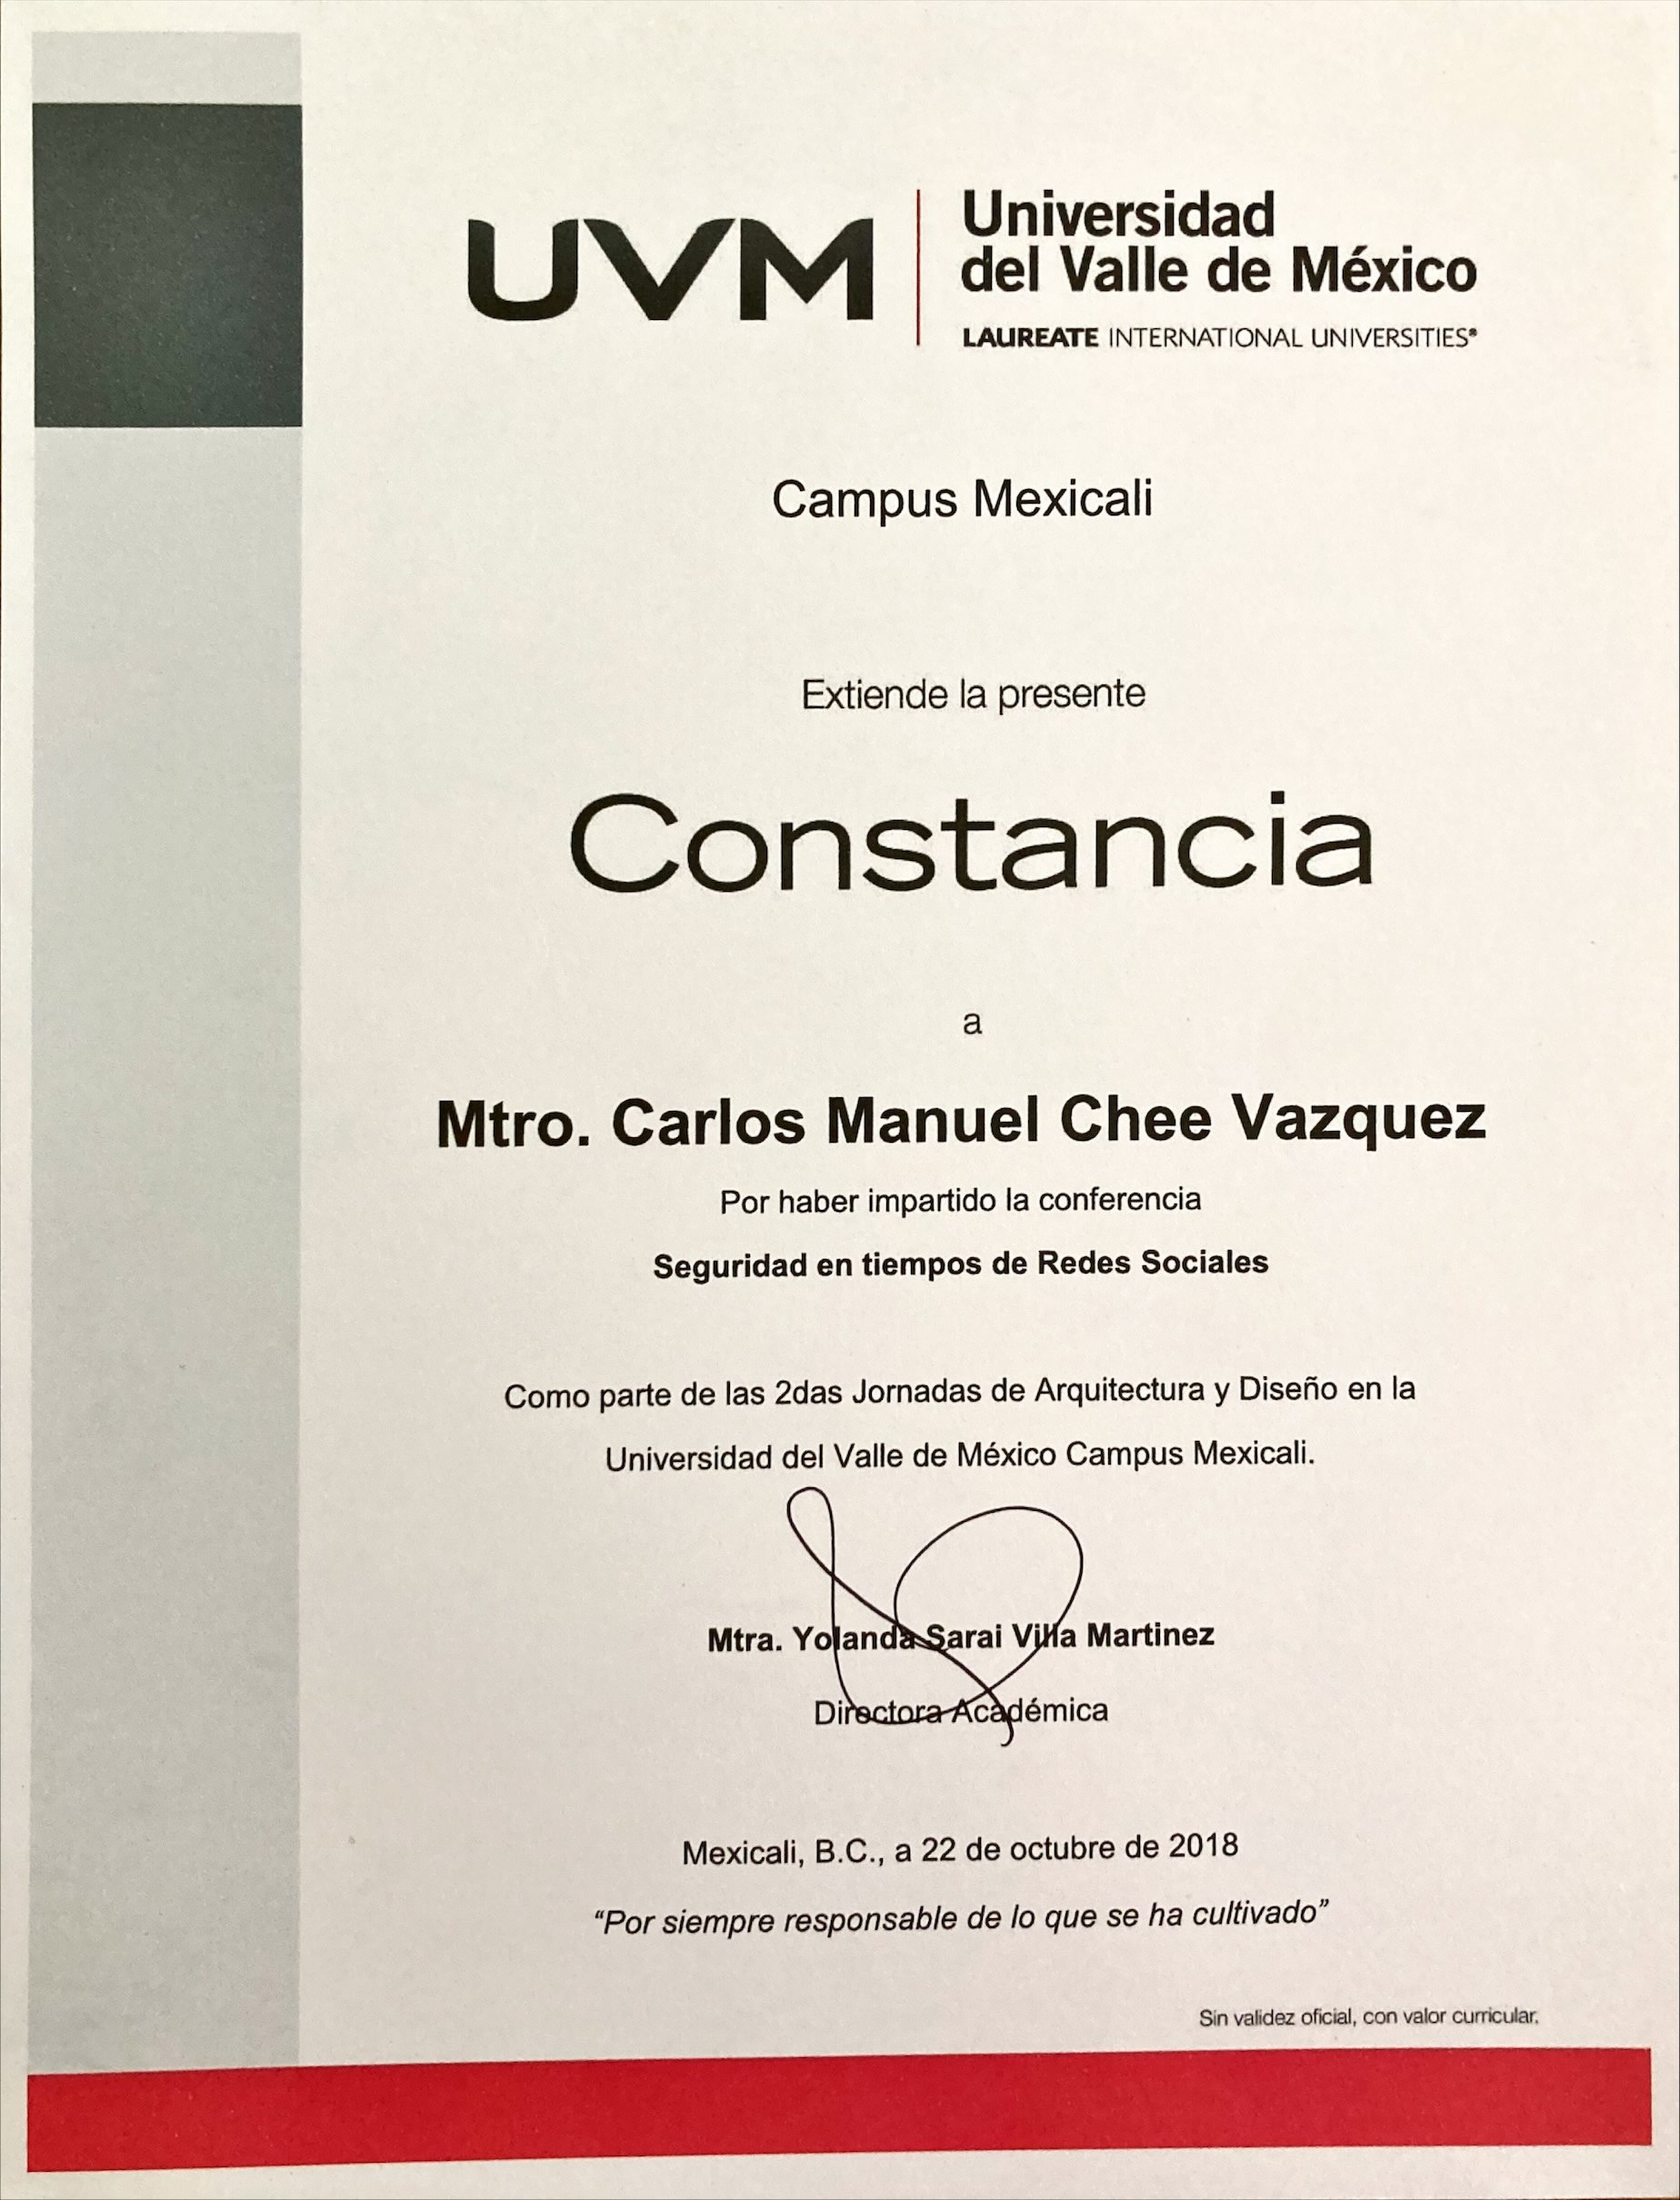 UVM
Universidad
del Valle de México
LAUREATE INTERNATIONAL UNIVERSITIES®
Campus Mexicali
Extiende la presente
Constancia
a
Mtro. Carlos Manuel Chee Vazquez
Por haber impartido la conferencia
Seguridad en tiempos de Redes Sociales
Como parte de las 2das Jornadas de Arquitectura y Diseño en la
Universidad del Valle de México Campus Mexicali.
Mtra. Yolanda Sarai Villa Martinez
Directora Académica
Mexicali, B.C., a 22 de octubre de 2018
“Por siempre responsable de lo que se ha cultivado”
Sin validez oficial, con valor curricular.